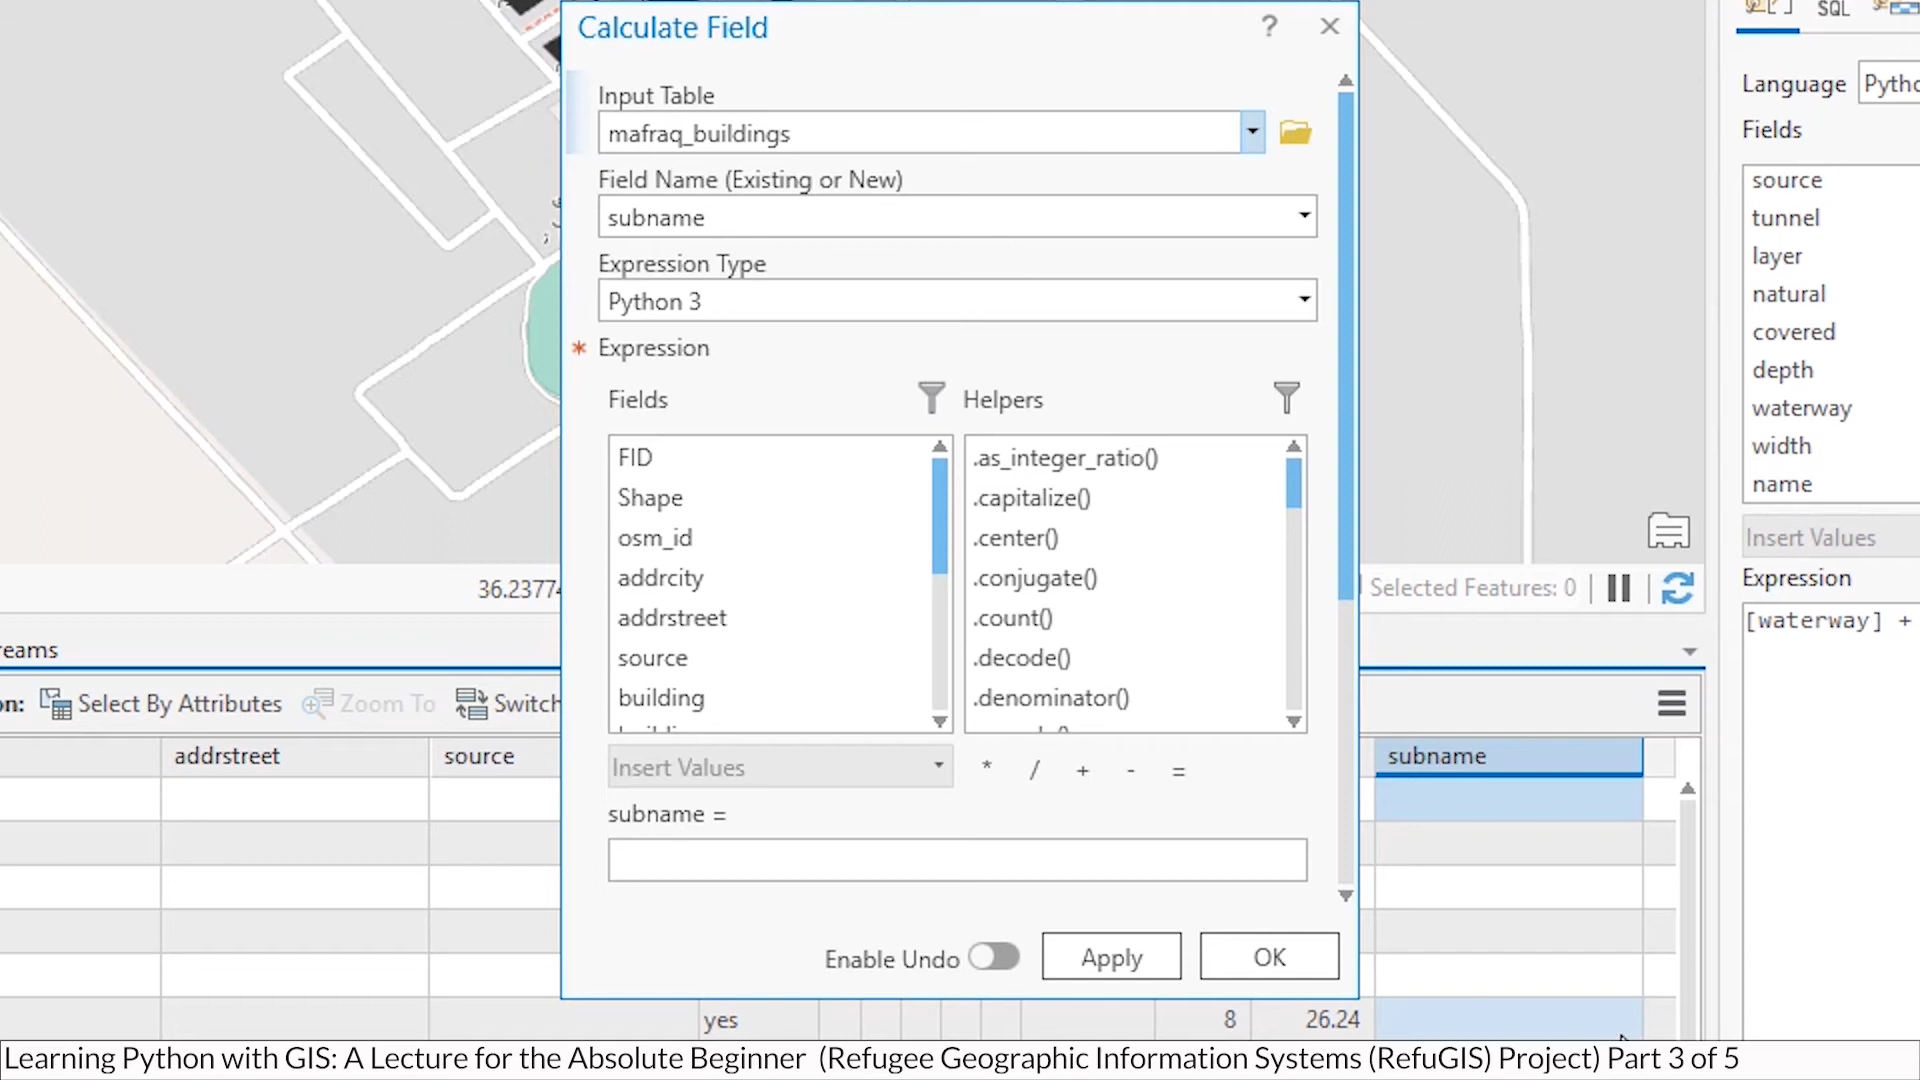 Calculate Field
?
Input Table
mafraq_buildings
Field Name (Existing or New)
subname
Expression Type
Python 3
* Expression
Fields
Helpers
FID
Shape
osm_id
addrcity
addrstreet
source
building
.as_integer_ratio()
.capitalize()
.center()
.conjugate()
.count()
.decode()
.denominator()
Insert Values
* / + - =
subname =
Enable Undo
Apply
OK
SQL
Language
Pytho
Fields
source
tunnel
layer
natural
covered
depth
waterway
width
name
Insert Values
Expression
[waterway] +
36.2377
Selected Features: 0
reams
on:
Select By Attributes
Zoom To
Switch
addrstreet
source
subname
yes
8
26.24
Learning Python with GIS: A Lecture for the Absolute Beginner (Refugee Geographic Information Systems (RefuGIS) Project) Part 3 of 5